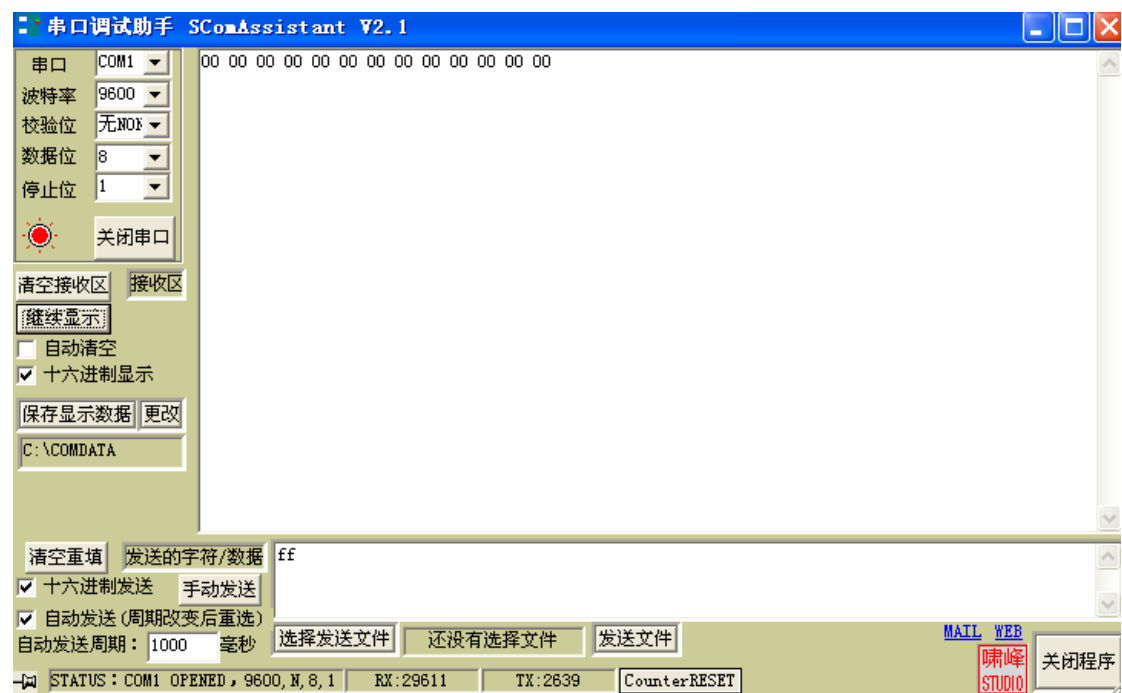 串口调试助手 SComAssistant V2.1
串口 COM1
波特率 9600
校验位 无NON
数据位 8
停止位 1
关闭串口
清空接收区 接收区
继续显示
自动清空
十六进制显示
保存显示数据 更改
C:\COMDATA
00 00 00 00 00 00 00 00 00 00 00 00 00
清空重填 发送的字符/数据 ff
十六进制发送 手动发送
自动发送(周期改变后重选)
自动发送周期: 1000 毫秒 选择发送文件 还没有选择文件 发送文件
MAIL WEB
啸峰
STUDIO
关闭程序
STATUS:COM1 OPENED,9600,N,8,1 RX:29611 TX:2639 CounterRESET